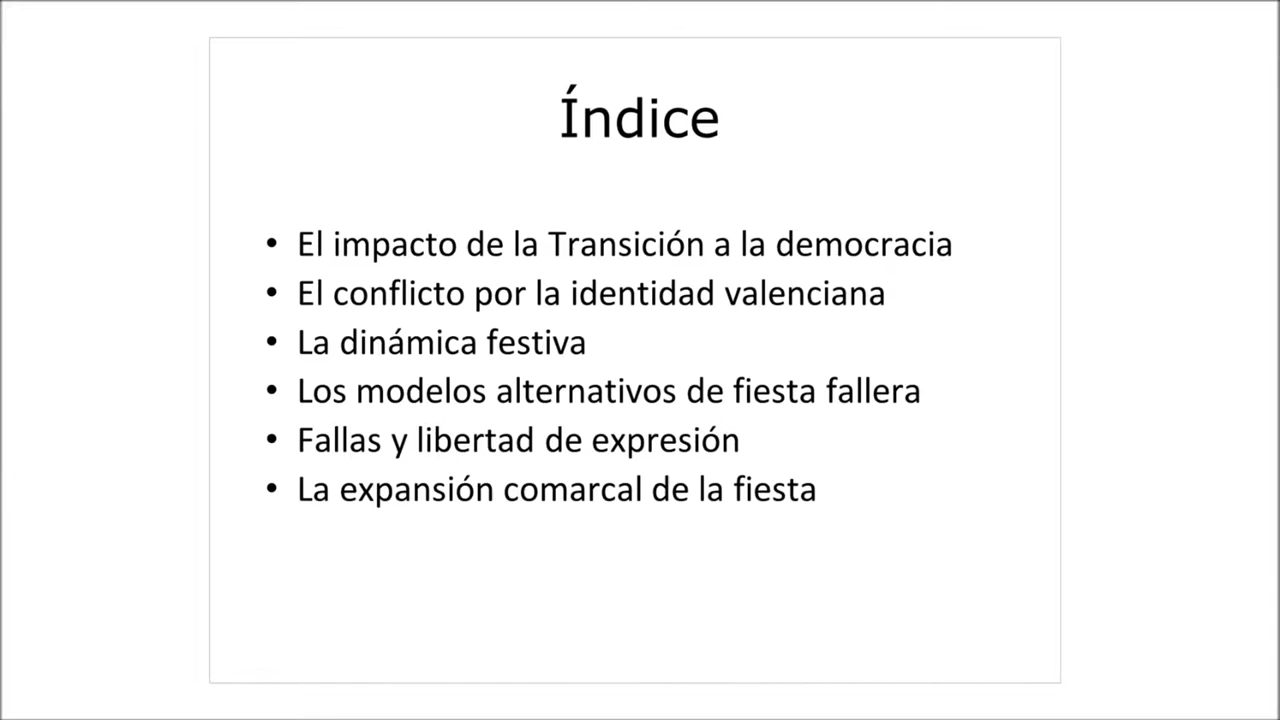 Índice
• El impacto de la Transición a la democracia
• El conflicto por la identidad valenciana
• La dinámica festiva
• Los modelos alternativos de fiesta fallera
• Fallas y libertad de expresión
• La expansión comarcal de la fiesta